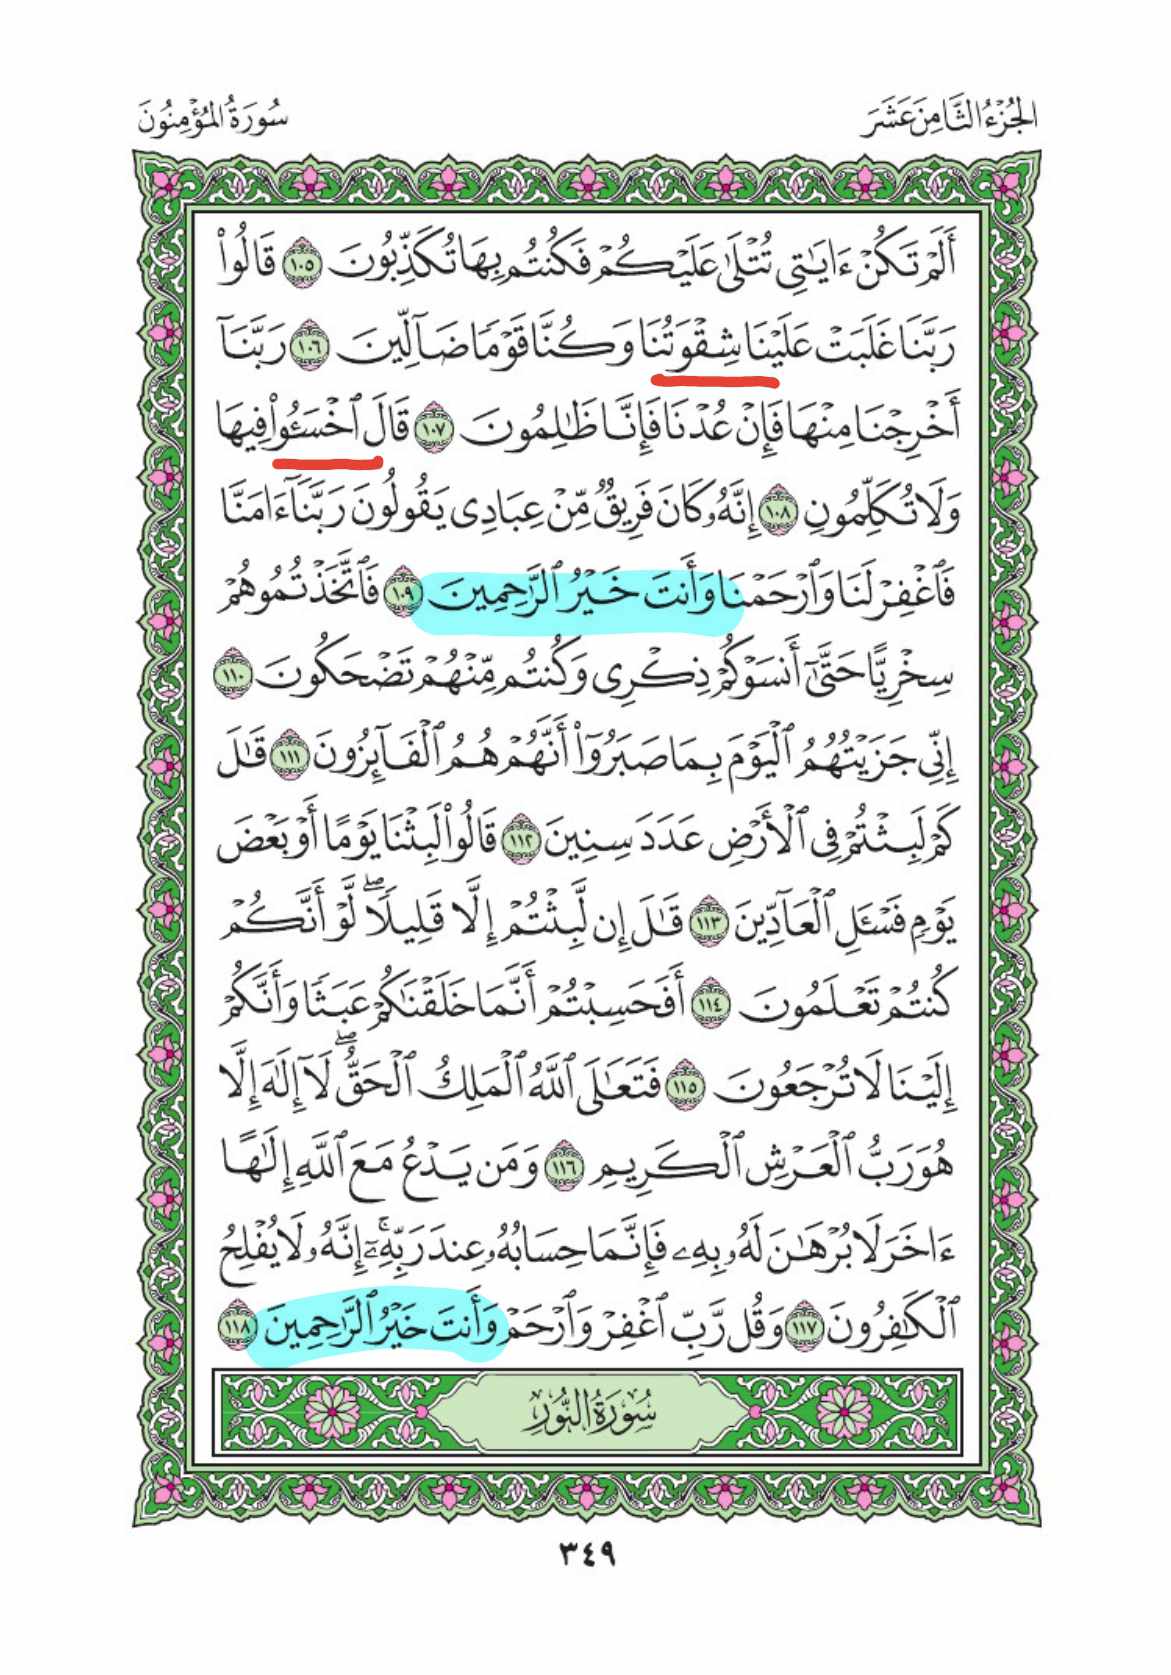 الجُزْءُ الثَّامِنَ عَشَرَ
سُورَةُ المُؤْمِنُونَ
أَلَمْ تَكُنْ ءَايَٰتِى تُتْلَىٰ عَلَيْكُمْ فَكُنتُم بِهَا تُكَذِّبُونَ ١٠٥ قَالُوا۟
رَبَّنَا غَلَبَتْ عَلَيْنَا شِقْوَتُنَا وَكُنَّا قَوْمًا ضَآلِّينَ ١٠٦ رَبَّنَآ
أَخْرِجْنَا مِنْهَا فَإِنْ عُدْنَا فَإِنَّا ظَٰلِمُونَ ١٠٧ قَالَ ٱخْسَـُٔوا۟ فِيهَا
وَلَا تُكَلِّمُونِ ١٠٨ إِنَّهُۥ كَانَ فَرِيقٌ مِّنْ عِبَادِى يَقُولُونَ رَبَّنَآ ءَامَنَّا
فَٱغْفِرْ لَنَا وَٱرْحَمْنَا وَأَنتَ خَيْرُ ٱلرَّٰحِمِينَ ١٠٩ فَٱتَّخَذْتُمُوهُمْ
سِخْرِيًّا حَتَّىٰٓ أَنسَوْكُمْ ذِكْرِى وَكُنتُم مِّنْهُمْ تَضْحَكُونَ ١١٠
إِنِّى جَزَيْتُهُمُ ٱلْيَوْمَ بِمَا صَبَرُوٓا۟ أَنَّهُمْ هُمُ ٱلْفَآئِزُونَ ١١١ قَٰلَ
كَمْ لَبِثْتُمْ فِى ٱلْأَرْضِ عَدَدَ سِنِينَ ١١٢ قَالُوا۟ لَبِثْنَا يَوْمًا أَوْ بَعْضَ
يَوْمٍ فَسْـَٔلِ ٱلْعَآدِّينَ ١١٣ قَٰلَ إِن لَّبِثْتُمْ إِلَّا قَلِيلًا ۖ لَّوْ أَنَّكُمْ
كُنتُمْ تَعْلَمُونَ ١١٤ أَفَحَسِبْتُمْ أَنَّمَا خَلَقْنَٰكُمْ عَبَثًا وَأَنَّكُمْ
إِلَيْنَا لَا تُرْجَعُونَ ١١٥ فَتَعَٰلَى ٱللَّهُ ٱلْمَلِكُ ٱلْحَقُّ ۖ لَآ إِلَٰهَ إِلَّا
هُوَ رَبُّ ٱلْعَرْشِ ٱلْكَرِيمِ ١١٦ وَمَن يَدْعُ مَعَ ٱللَّهِ إِلَٰهًا
ءَاخَرَ لَا بُرْهَٰنَ لَهُۥ بِهِۦ فَإِنَّمَا حِسَابُهُۥ عِندَ رَبِّهِۦٓ ۚ إِنَّهُۥ لَا يُفْلِحُ
ٱلْكَٰفِرُونَ ١١٧ وَقُل رَّبِّ ٱغْفِرْ وَٱرْحَمْ وَأَنتَ خَيْرُ ٱلرَّٰحِمِينَ ١١٨
سُورَةُ النُّورِ
٣٤٩